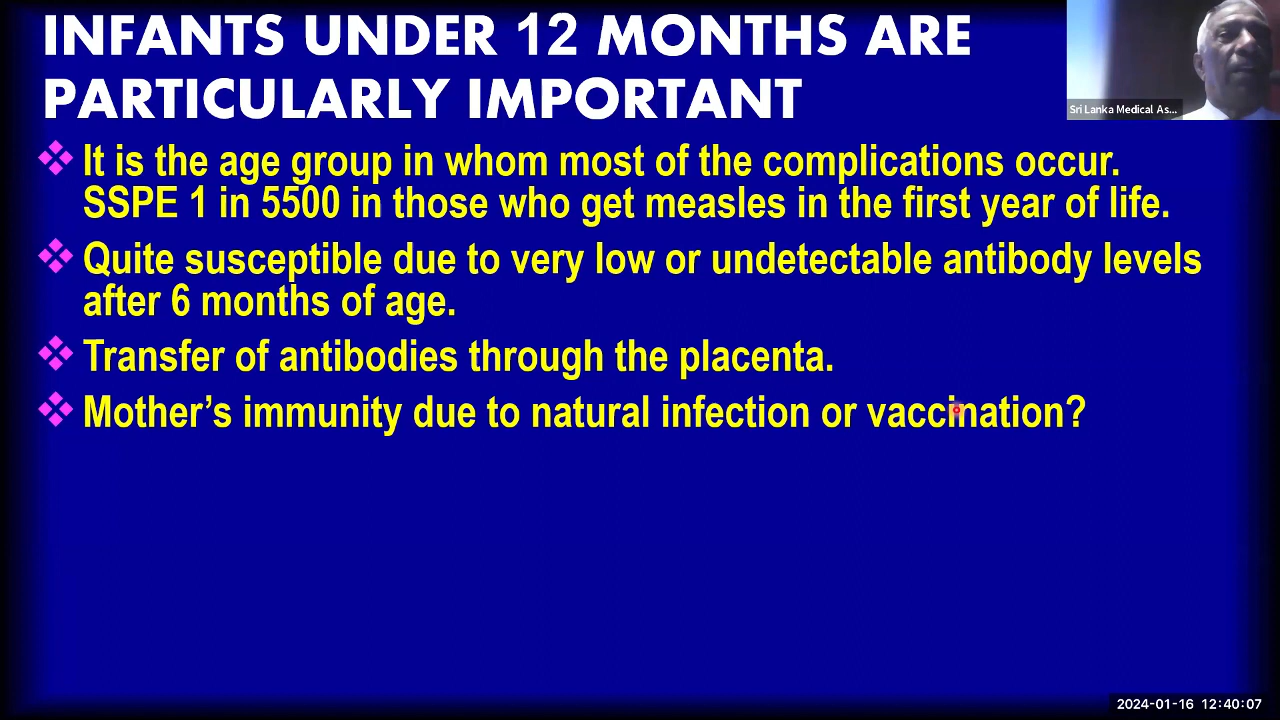 INFANTS UNDER 12 MONTHS ARE
PARTICULARLY IMPORTANT
Sri Lanka Medical As...
It is the age group in whom most of the complications occur.
SSPE 1 in 5500 in those who get measles in the first year of life.
Quite susceptible due to very low or undetectable antibody levels
after 6 months of age.
Transfer of antibodies through the placenta.
Mother’s immunity due to natural infection or vaccination?
2024-01-16 12:40:07